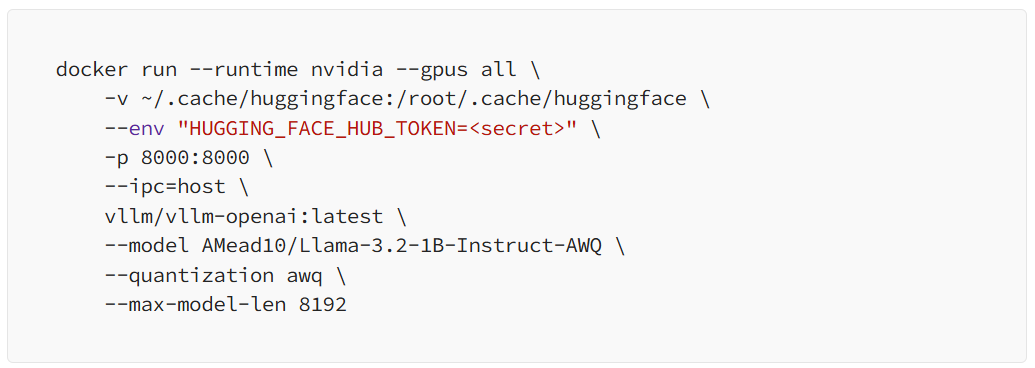 docker run --runtime nvidia --gpus all \
-v ~/.cache/huggingface:/root/.cache/huggingface \
--env "HUGGING_FACE_HUB_TOKEN=<secret>" \
-p 8000:8000 \
--ipc=host \
vllm/vllm-openai:latest \
--model AMead10/Llama-3.2-1B-Instruct-AWQ \
--quantization awq \
--max-model-len 8192